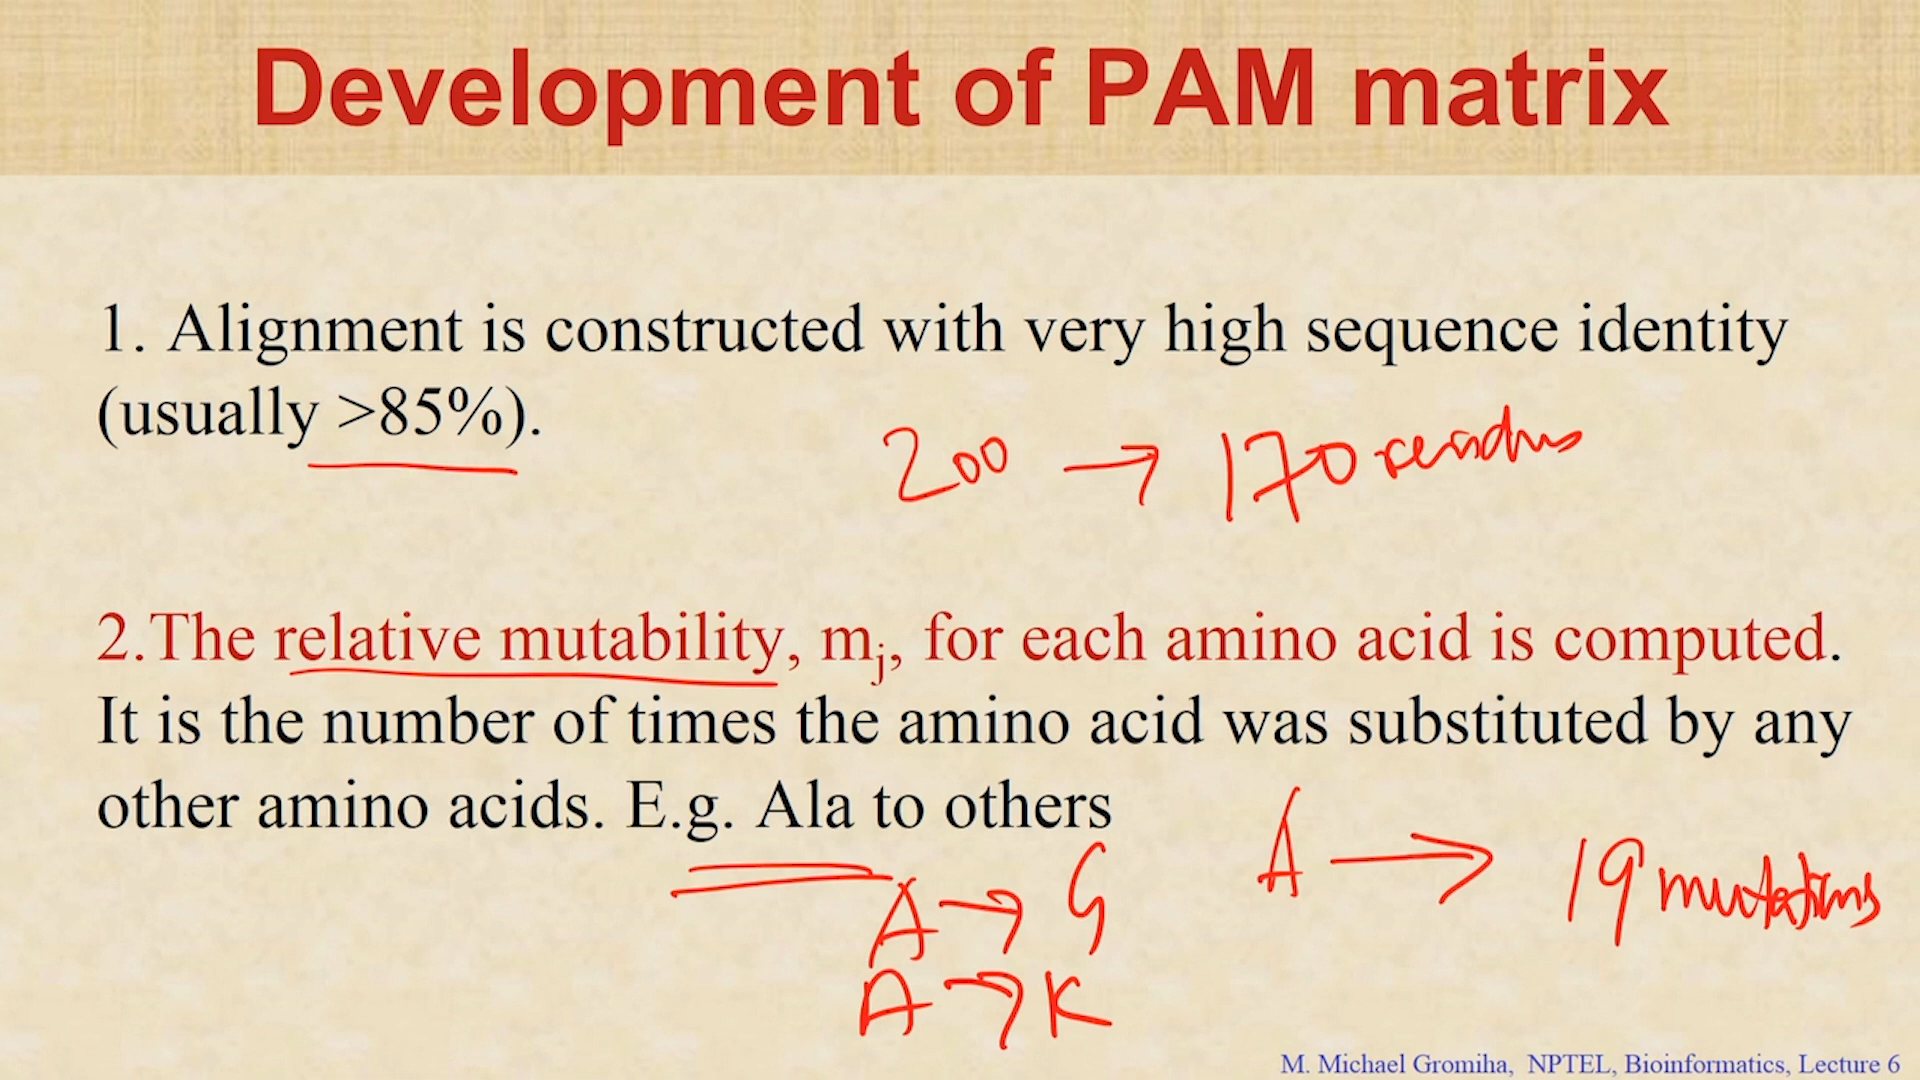 Development of PAM matrix
1. Alignment is constructed with very high sequence identity
(usually >85%).
200 → 170 residues
2.The relative mutability, mj, for each amino acid is computed.
It is the number of times the amino acid was substituted by any
other amino acids. E.g. Ala to others
A → 19 mutations
A → G
A → K
M. Michael Gromiha, NPTEL, Bioinformatics, Lecture 6